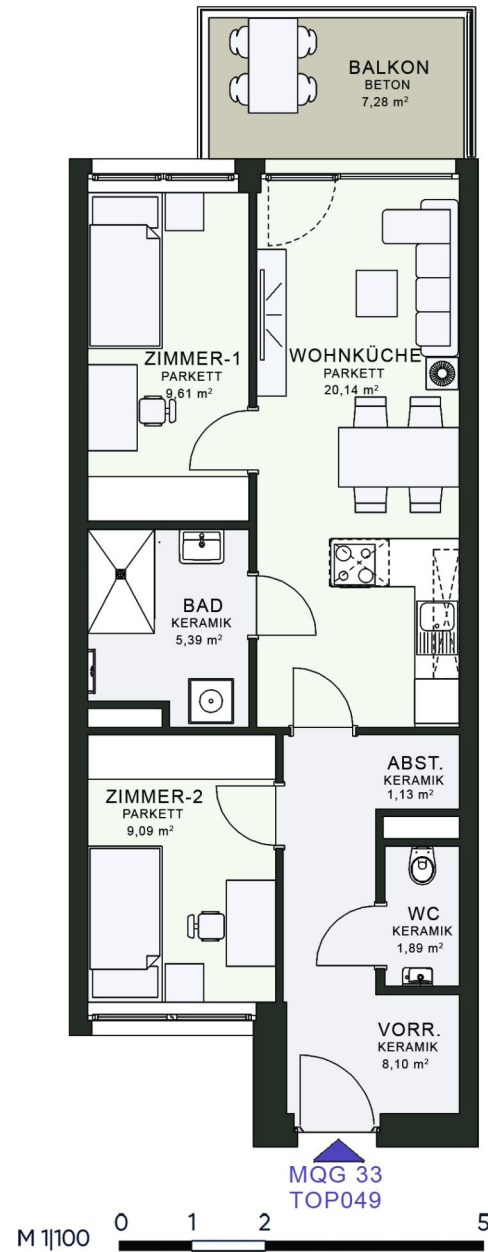 BALKON
BETON
7,28 m²
ZIMMER-1
PARKETT
9,61 m²
WOHNKÜCHE
PARKETT
20,14 m²
BAD
KERAMIK
5,39 m²
ABST.
KERAMIK
1,13 m²
ZIMMER-2
PARKETT
9,09 m²
WC
KERAMIK
1,89 m²
VORR.
KERAMIK
8,10 m²
MQG 33
TOP049
M 1|100 0 1 2 5